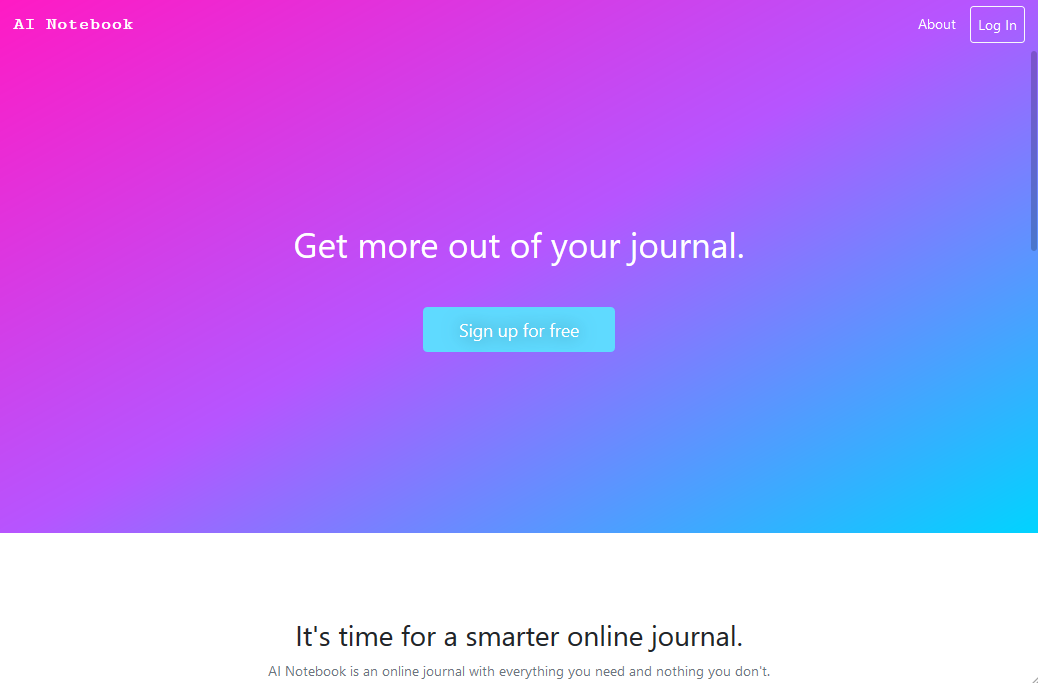 AI Notebook
About
Log In
Get more out of your journal.
Sign up for free
It's time for a smarter online journal.
AI Notebook is an online journal with everything you need and nothing you don't.